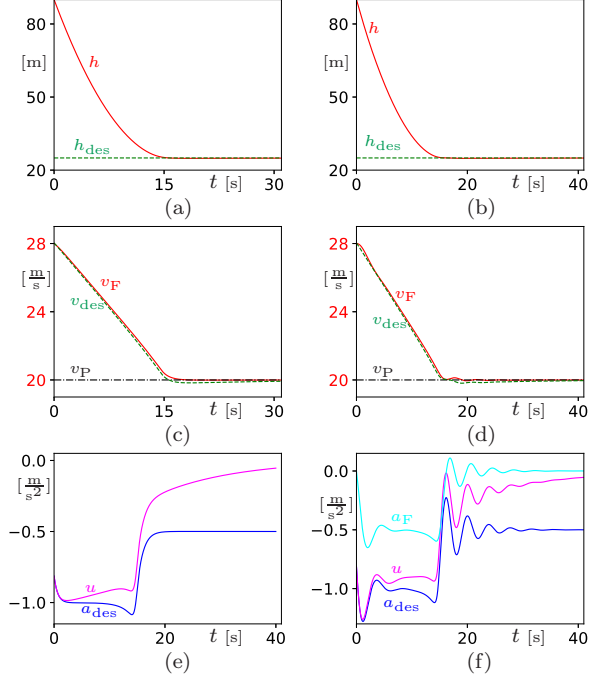 80
[m]
h
50
h_des
20
0
15
30
t [s]
(a)
80
[m]
h
50
h_des
20
0
20
40
t [s]
(b)
28
[m/s]
v_F
24
v_des
v_P
20
0
15
30
t [s]
(c)
28
[m/s]
v_F
24
v_des
v_P
20
0
20
40
t [s]
(d)
0.0
[m/s²]
−0.5
u
−1.0
a_des
0
20
40
t [s]
(e)
0.0
[m/s²]
a_F
−0.5
u
−1.0
a_des
0
20
40
t [s]
(f)